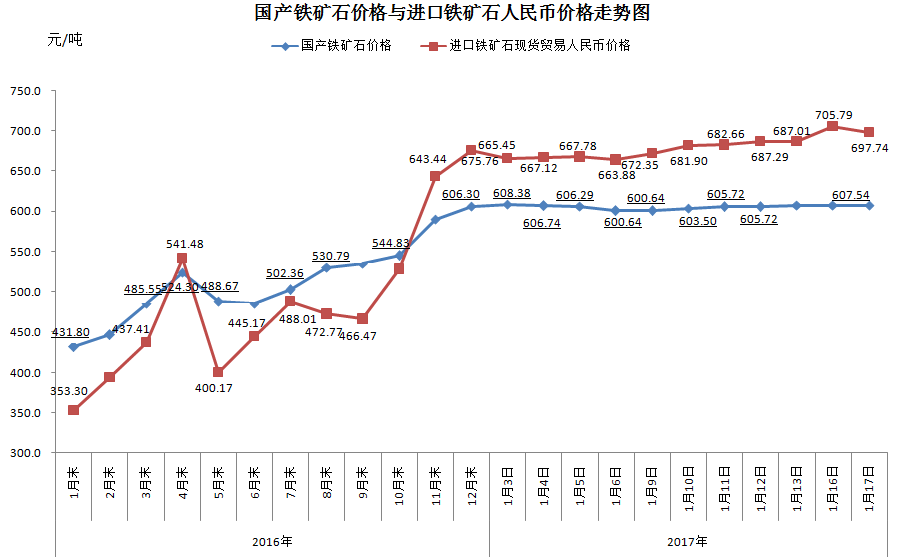 国产铁矿石价格与进口铁矿石人民币价格走势图
元/吨
国产铁矿石价格 进口铁矿石现货贸易人民币价格
750.0
700.0
650.0
600.0
550.0
500.0
450.0
400.0
350.0
300.0
431.80
485.55
524.30
488.67
502.36
530.79
544.83
606.30
608.38
606.74
606.29
600.64
600.64
603.50
605.72
605.72
607.54
353.30
437.41
541.48
400.17
445.17
488.01
472.77
466.47
643.44
675.76
665.45
667.12
667.78
663.88
672.35
681.90
682.66
687.29
687.01
705.79
697.74
1月末
2月末
3月末
4月末
5月末
6月末
7月末
8月末
9月末
10月末
11月末
12月末
1月3日
1月4日
1月5日
1月6日
1月9日
1月10日
1月11日
1月12日
1月13日
1月16日
1月17日
2016年 2017年